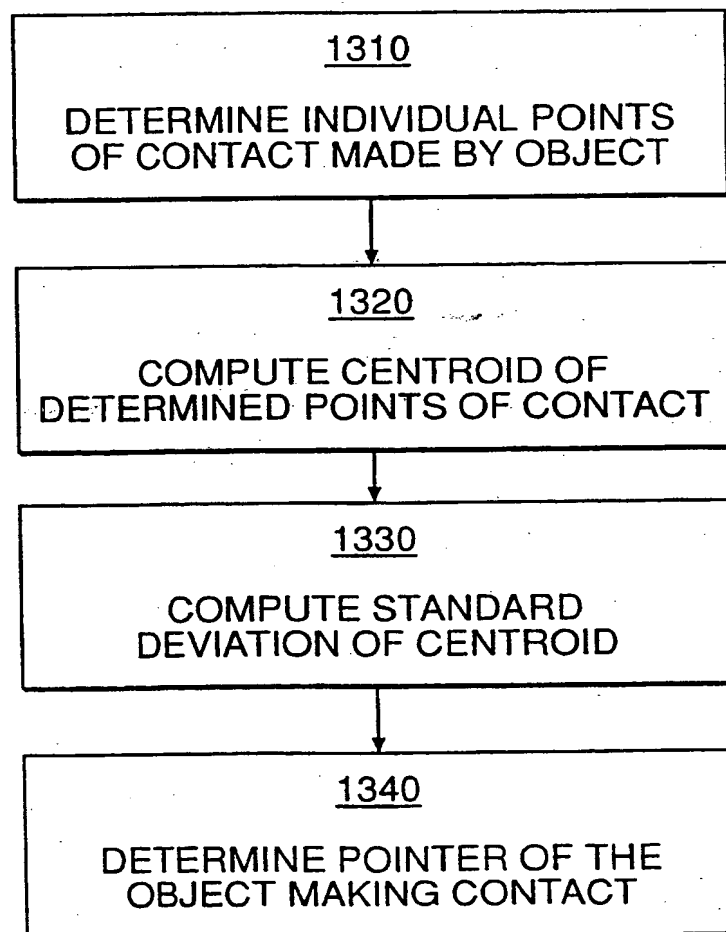 1310
DETERMINE INDIVIDUAL POINTS
OF CONTACT MADE BY OBJECT
1320
COMPUTE CENTROID OF
DETERMINED POINTS OF CONTACT
1330
COMPUTE STANDARD
DEVIATION OF CENTROID
1340
DETERMINE POINTER OF THE
OBJECT MAKING CONTACT